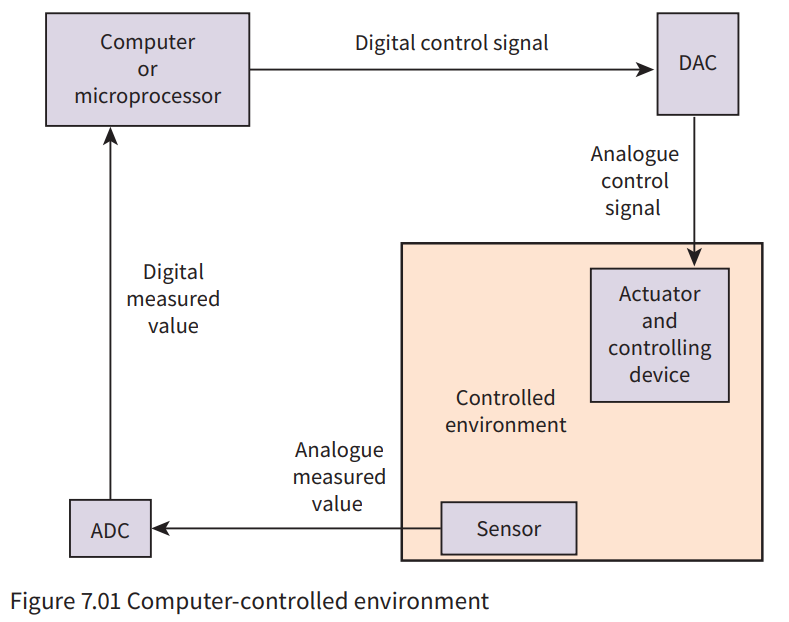 Computer
or
microprocessor
Digital control signal
DAC
Analogue
control
signal
Digital
measured
value
Actuator
and
controlling
device
Controlled
environment
Analogue
measured
value
ADC
Sensor
Figure 7.01 Computer-controlled environment